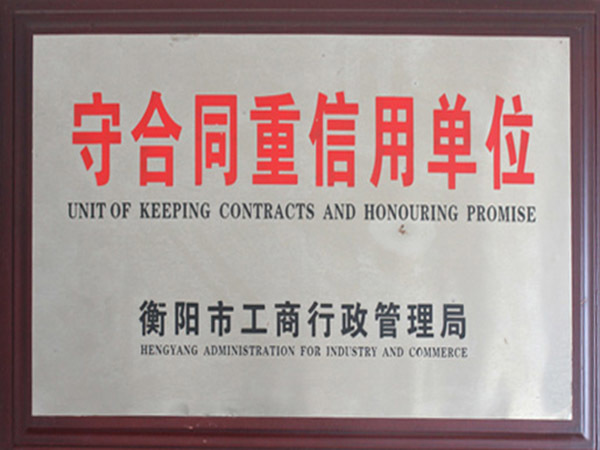 守合同重信用单位
UNIT OF KEEPING CONTRACTS AND HONOURING PROMISE
衡阳市工商行政管理局
HENGYANG ADMINISTRATION FOR INDUSTRY AND COMMERCE